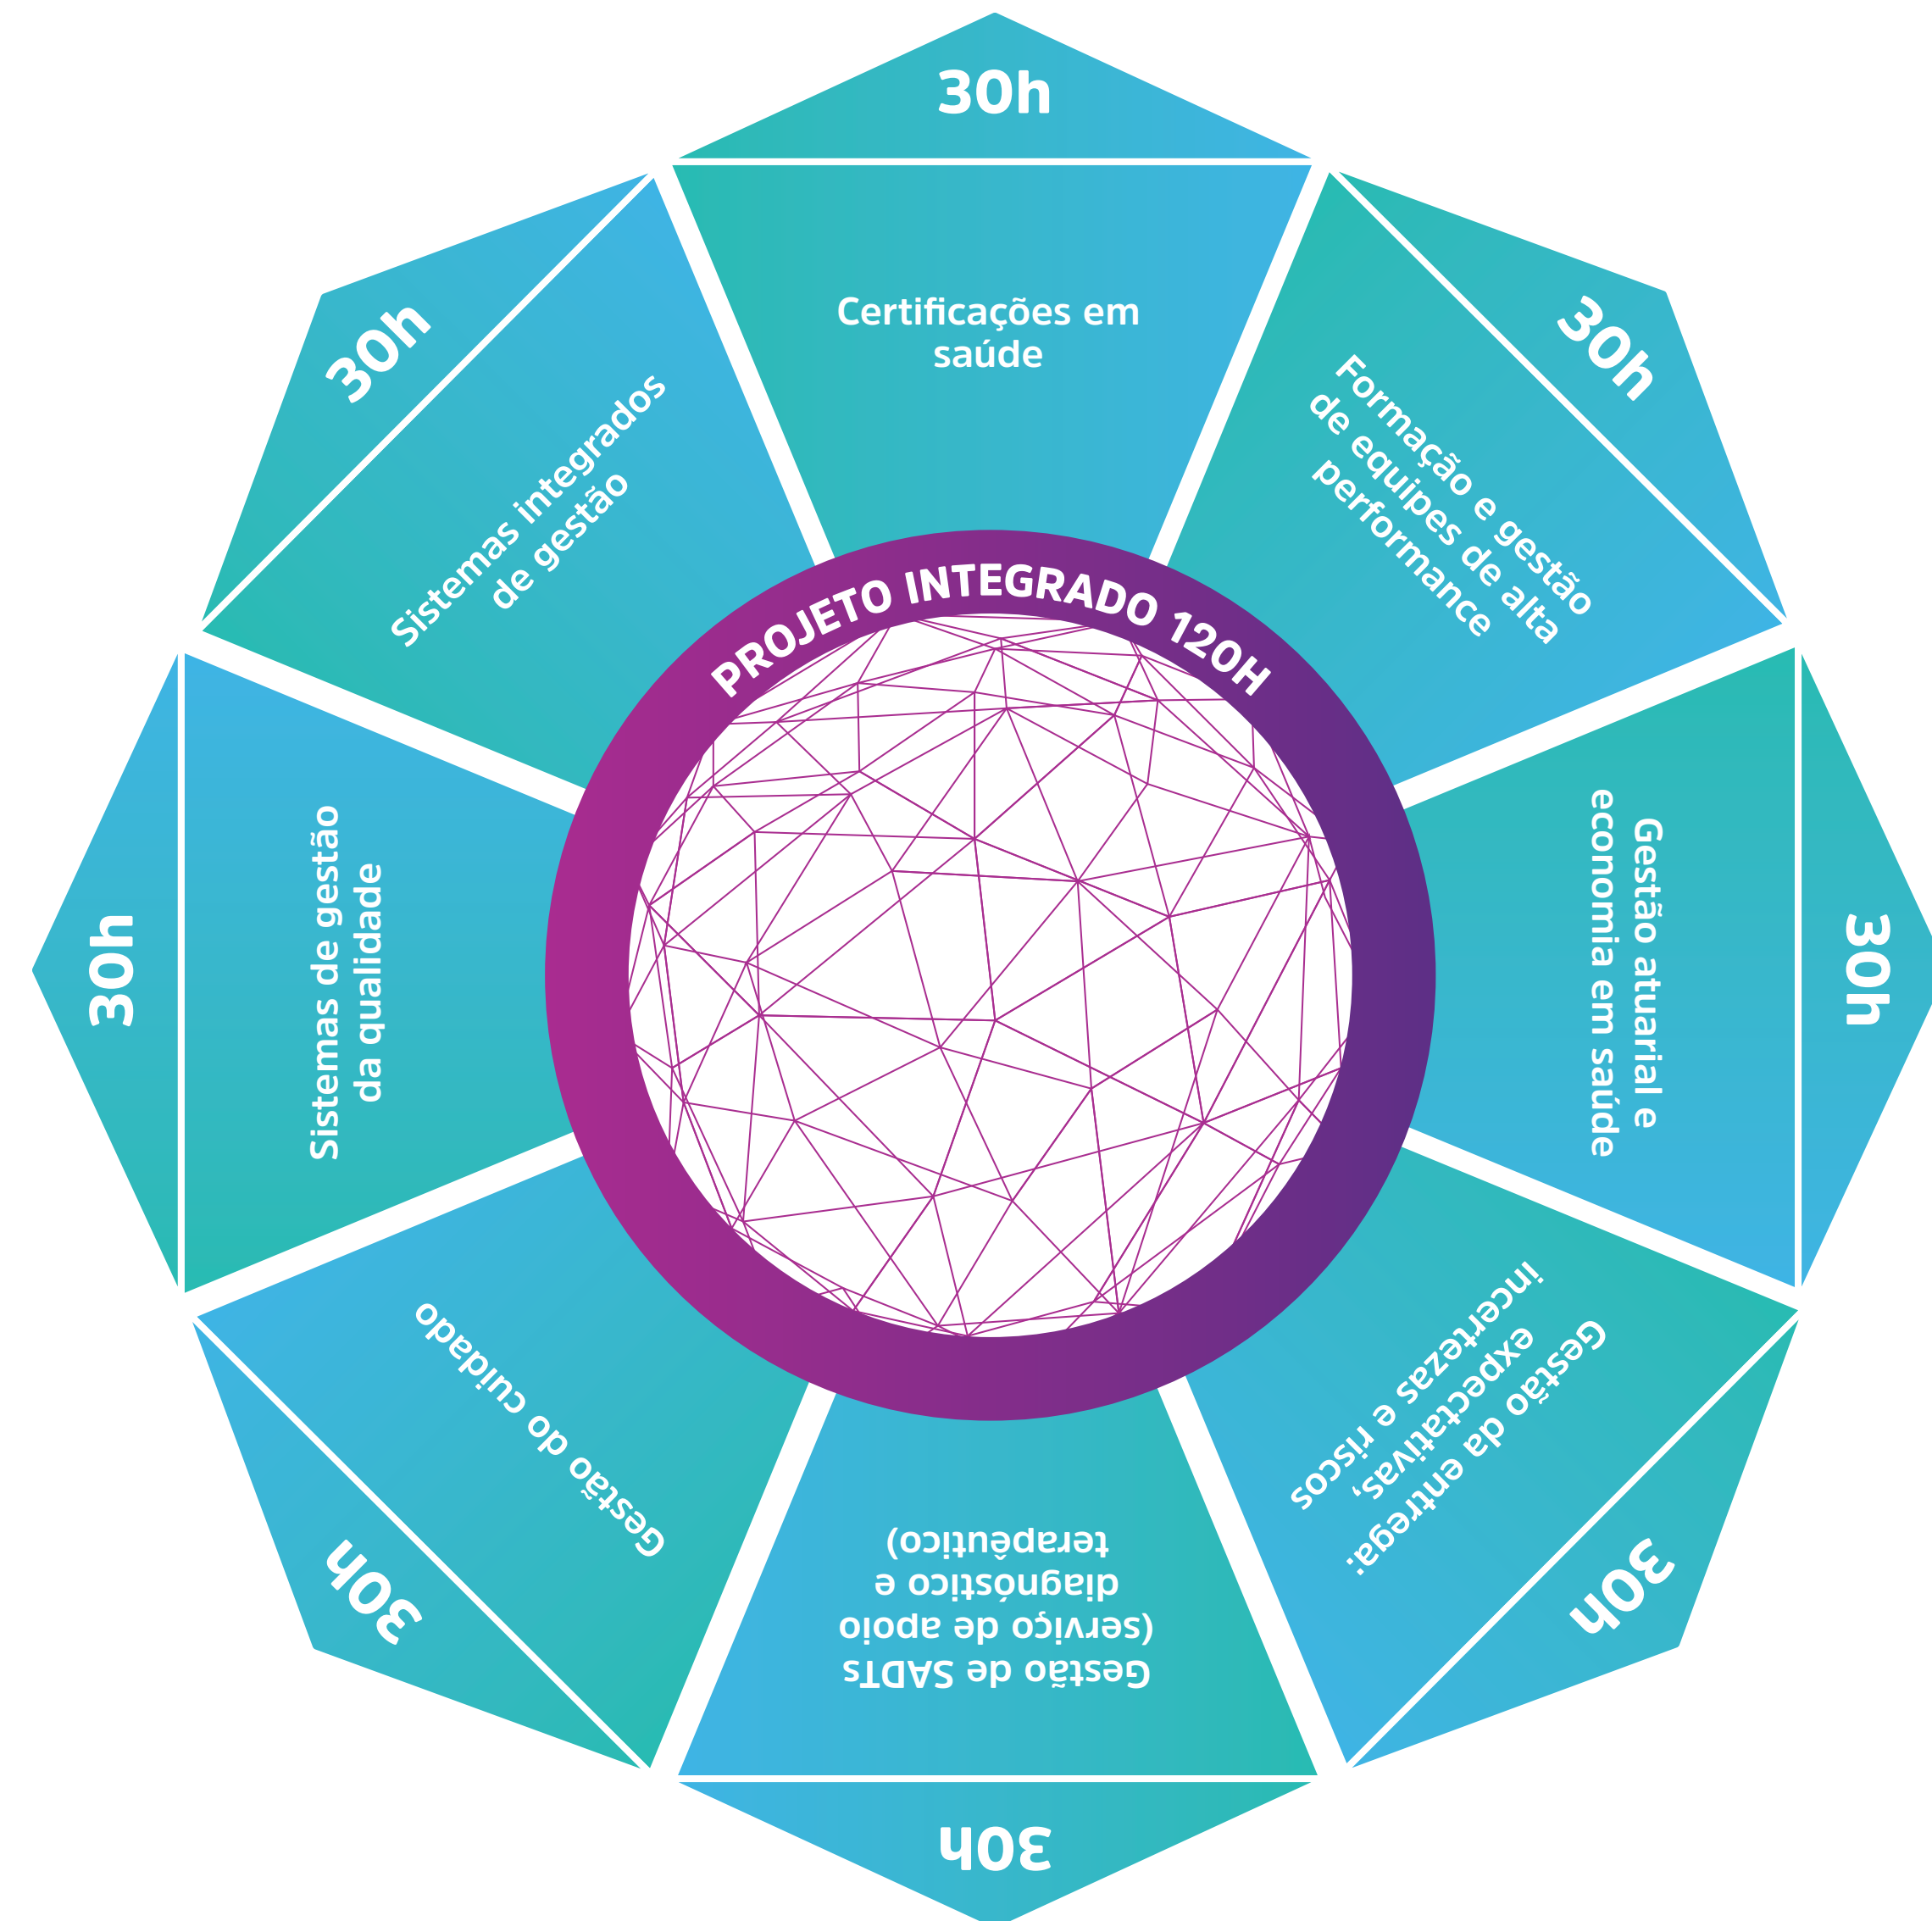 30h
Certificações em
saúde
30h
Formação e gestão
de equipes de alta
performance
30h
Gestão atuarial e
economia em saúde
30h
Gestão da entrega:
expectativas,
incertezas e riscos
30h
Gestão de SADTs
(serviço de apoio
diagnóstico e
terapêutico)
30h
Gestão do cuidado
30h
Sistemas de gestão
da qualidade
30h
Sistemas integrados
de gestão
PROJETO INTEGRADO 120H